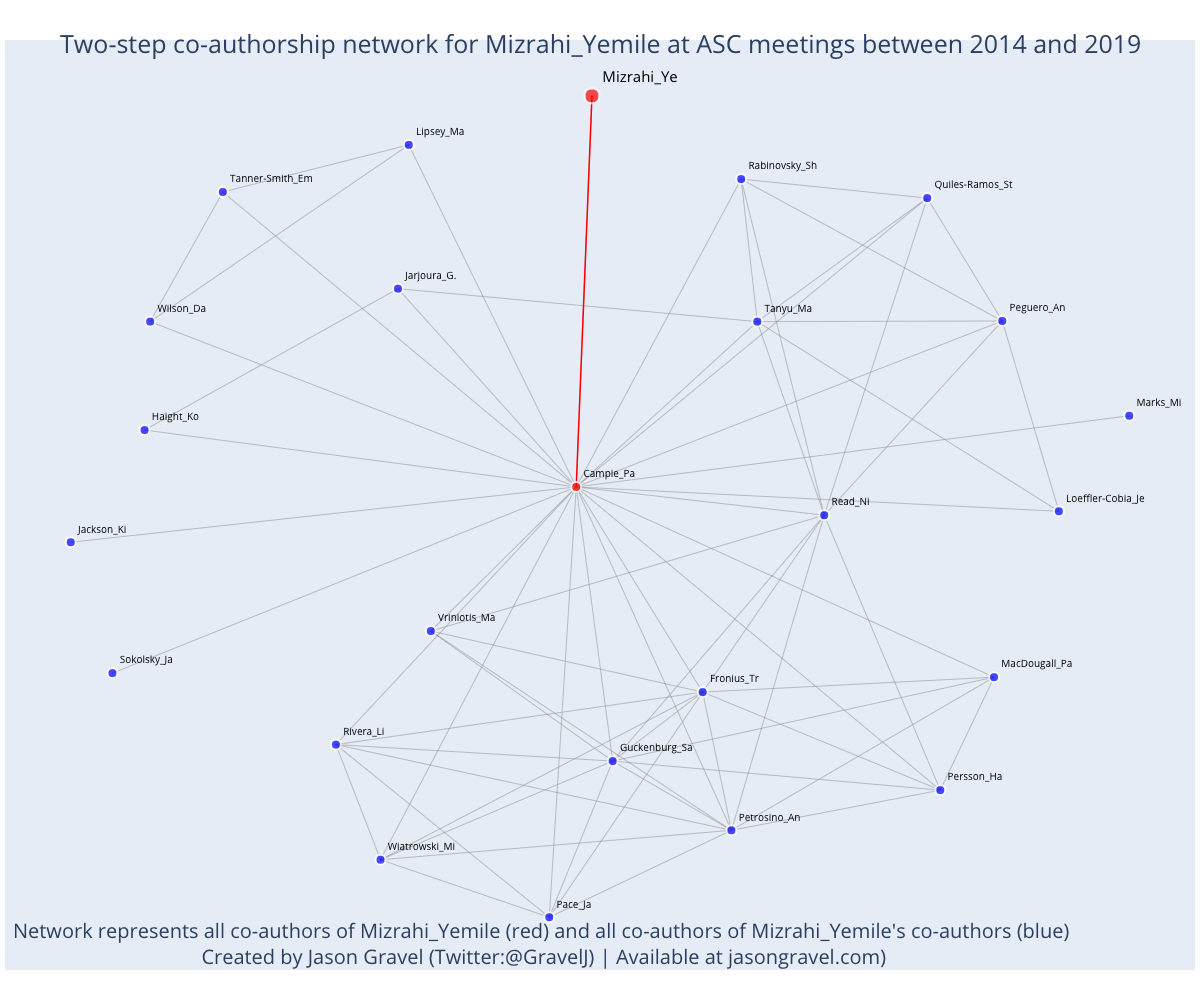 Two-step co-authorship network for Mizrahi_Yemile at ASC meetings between 2014 and 2019
Mizrahi_Ye
Lipsey_Ma
Rabinovsky_Sh
Tanner-Smith_Em
Quiles-Ramos_St
Jarjoura_G.
Wilson_Da
Tanyu_Ma
Peguero_An
Marks_Mi
Haight_Ko
Campie_Pa
Loeffler-Cobia_Je
Read_Ni
Jackson_Ki
Vriniotis_Ma
Sokolsky_Ja
MacDougall_Pa
Fronius_Tr
Rivera_Li
Guckenburg_Sa
Persson_Ha
Petrosino_An
Wiatrowski_Mi
Pace_Ja
Network represents all co-authors of Mizrahi_Yemile (red) and all co-authors of Mizrahi_Yemile's co-authors (blue)
Created by Jason Gravel (Twitter:@GravelJ) | Available at jasongravel.com)